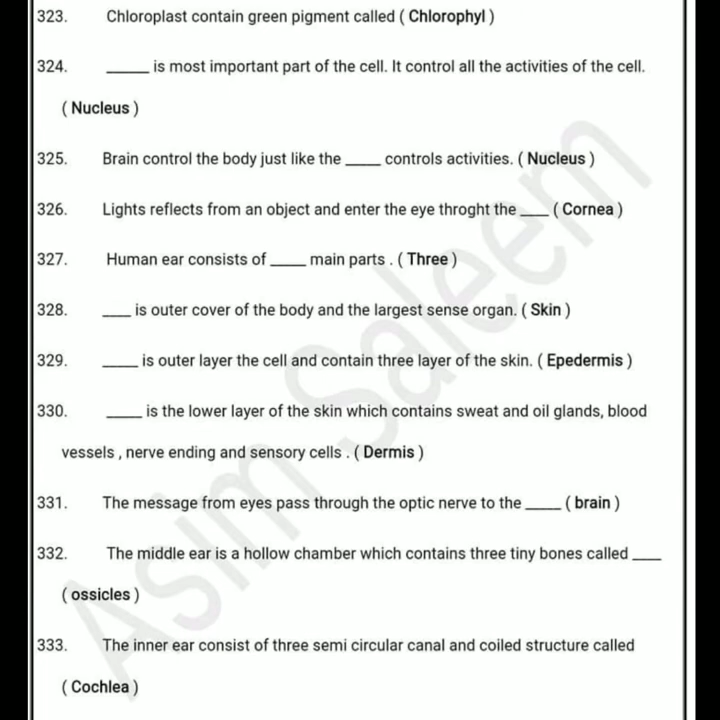 323. Chloroplast contain green pigment called ( Chlorophyl )
324. _____ is most important part of the cell. It control all the activities of the cell.
( Nucleus )
325. Brain control the body just like the ____ controls activities. ( Nucleus )
326. Lights reflects from an object and enter the eye throght the ___ ( Cornea )
327. Human ear consists of ____ main parts . ( Three )
328. ___ is outer cover of the body and the largest sense organ. ( Skin )
329. ____ is outer layer the cell and contain three layer of the skin. ( Epedermis )
330. ____ is the lower layer of the skin which contains sweat and oil glands, blood
vessels , nerve ending and sensory cells . ( Dermis )
331. The message from eyes pass through the optic nerve to the ____ ( brain )
332. The middle ear is a hollow chamber which contains three tiny bones called ___
( ossicles )
333. The inner ear consist of three semi circular canal and coiled structure called
( Cochlea )
Asim Saleem